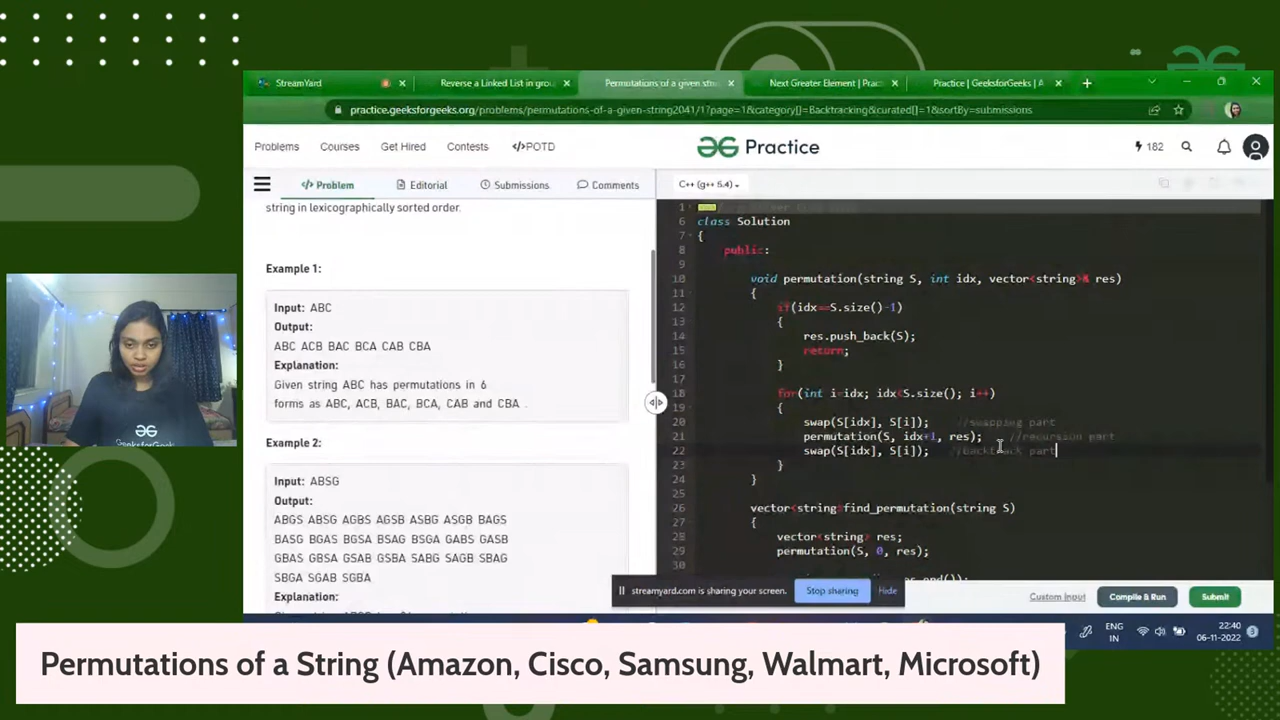 StreamYard
Reverse a Linked List in grou
Permutations of a given stri
Next Greater Element | Prac
Practice | GeeksforGeeks | A
practice.geeksforgeeks.org/problems/permutations-of-a-given-string2041/1?page=1&category[]=Backtracking&curated[]=1&sortBy=submissions
Problems
Courses
Get Hired
Contests
</>POTD
Practice
182
</> Problem
Editorial
Submissions
Comments
C++ (g++ 5.4)
string in lexicographically sorted order.
Example 1:
Input: ABC
Output:
ABC ACB BAC BCA CAB CBA
Explanation:
Given string ABC has permutations in 6
forms as ABC, ACB, BAC, BCA, CAB and CBA .
Example 2:
Input: ABSG
Output:
ABGS ABSG AGBS AGSB ASBG ASGB BAGS
BASG BGAS BGSA BSAG BSGA GABS GASB
GBAS GBSA GSAB GSBA SABG SAGB SBAG
SBGA SGAB SGBA
Explanation:
1
6 class Solution
7 {
8 public:
9
10 void permutation(string S, int idx, vector<string>& res)
11 {
12 if(idx==S.size()-1)
13 {
14 res.push_back(S);
15 return;
16 }
17
18 for(int i=idx; idx<S.size(); i++)
19 {
20 swap(S[idx], S[i]); //swapping part
21 permutation(S, idx+1, res); //recursion part
22 swap(S[idx], S[i]); //Backtrack part
23 }
24 }
25
26 vector<string>find_permutation(string S)
27 {
28 vector<string> res;
29 permutation(S, 0, res);
30
streamyard.com is sharing your screen.
Stop sharing
Hide
Custom Input
Compile & Run
Submit
ENG
IN
22:40
06-11-2022
3
GeeksforGeeks
Permutations of a String (Amazon, Cisco, Samsung, Walmart, Microsoft)